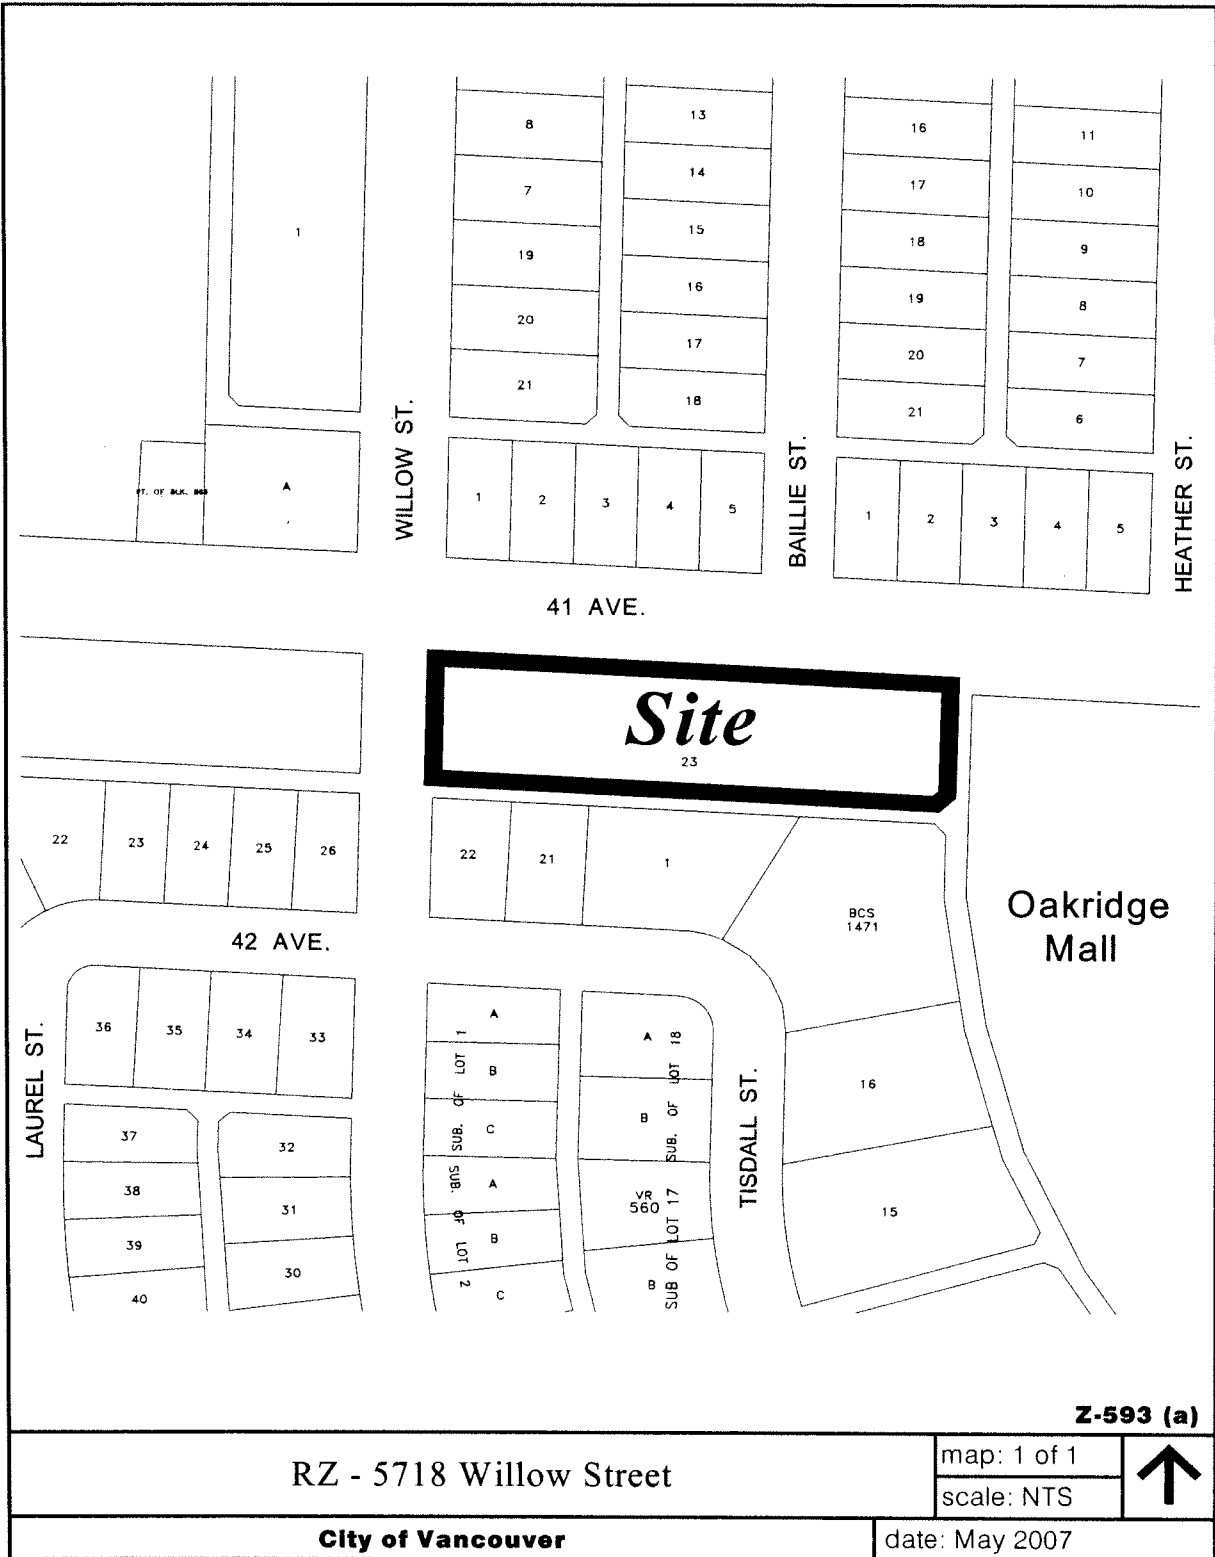 8
13
16
11
7
14
17
10
1
19
15
18
9
20
16
19
8
21
17
20
7
18
21
6
WILLOW ST.
BAILLIE ST.
HEATHER ST.
PT. OF BLK.
A
1
2
3
4
5
1
2
3
4
5
41 AVE.
Site
23
22
23
24
25
26
22
21
1
BCS
1471
Oakridge
Mall
42 AVE.
LAUREL ST.
36
35
34
33
A
B
C
SUB. OF LOT 1
A
B
C
SUB. OF LOT 2
A
B
SUB. OF LOT 18
VR
560
B
SUB OF LOT 17
TISDALL ST.
16
15
37
38
39
40
32
31
30
Z-593 (a)
RZ - 5718 Willow Street
map: 1 of 1
scale: NTS
City of Vancouver
date: May 2007